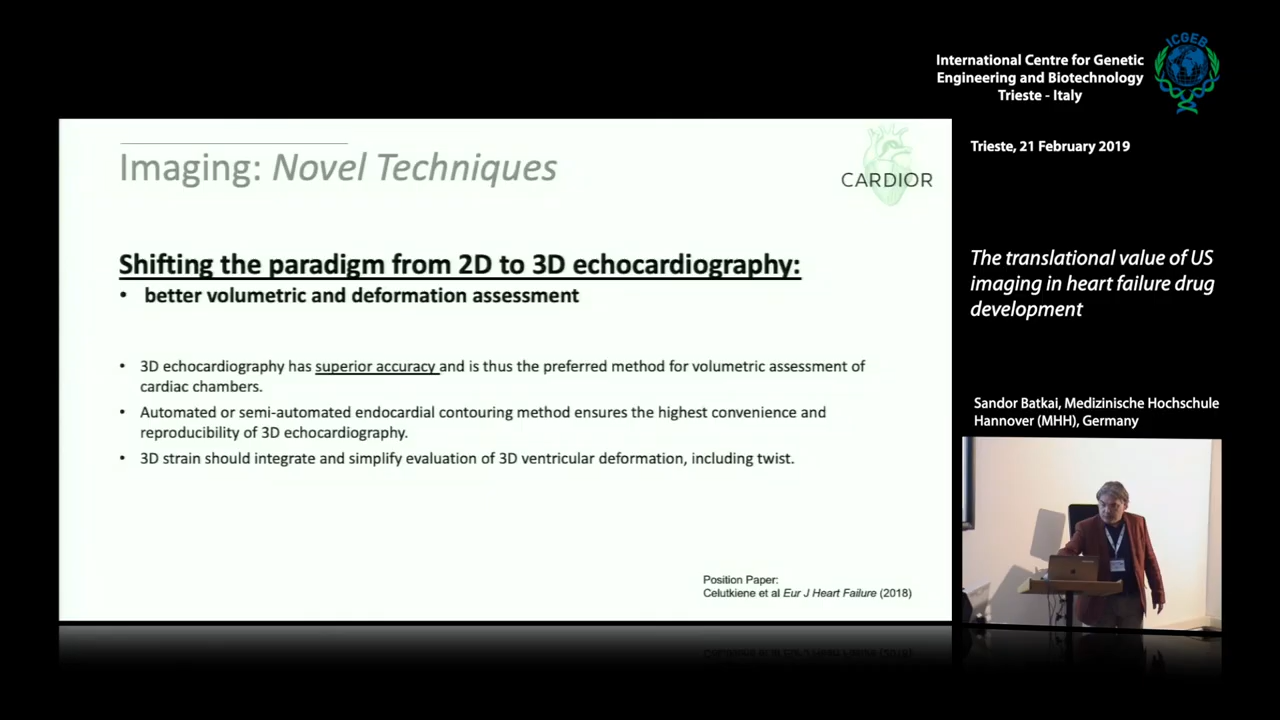 ICGEB
International Centre for Genetic
Engineering and Biotechnology
Trieste - Italy
Trieste, 21 February 2019
Imaging: Novel Techniques
CARDIOR
Shifting the paradigm from 2D to 3D echocardiography:
• better volumetric and deformation assessment
• 3D echocardiography has superior accuracy and is thus the preferred method for volumetric assessment of
cardiac chambers.
• Automated or semi-automated endocardial contouring method ensures the highest convenience and
reproducibility of 3D echocardiography.
• 3D strain should integrate and simplify evaluation of 3D ventricular deformation, including twist.
Position Paper:
Celutkiene et al Eur J Heart Failure (2018)
The translational value of US
imaging in heart failure drug
development
Sandor Batkai, Medizinische Hochschule
Hannover (MHH), Germany